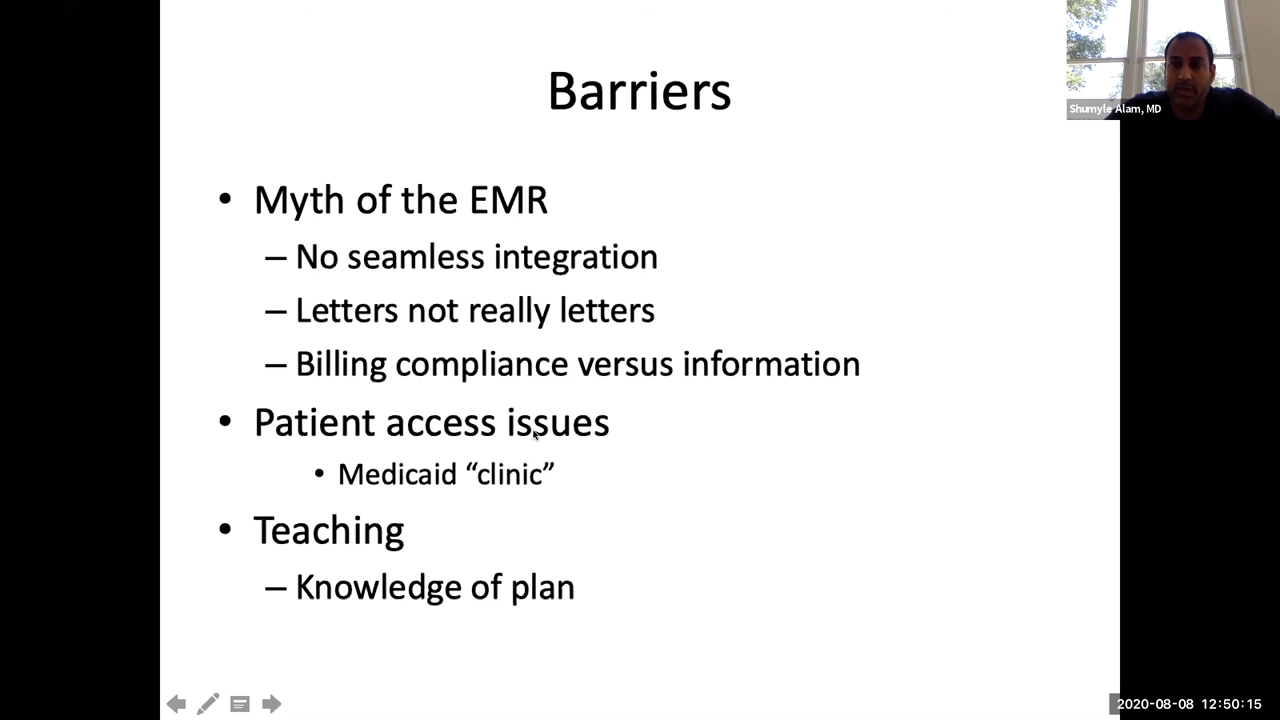 Barriers
Shumyle Alam, MD
• Myth of the EMR
– No seamless integration
– Letters not really letters
– Billing compliance versus information
• Patient access issues
• Medicaid “clinic”
• Teaching
– Knowledge of plan
2020-08-08 12:50:15